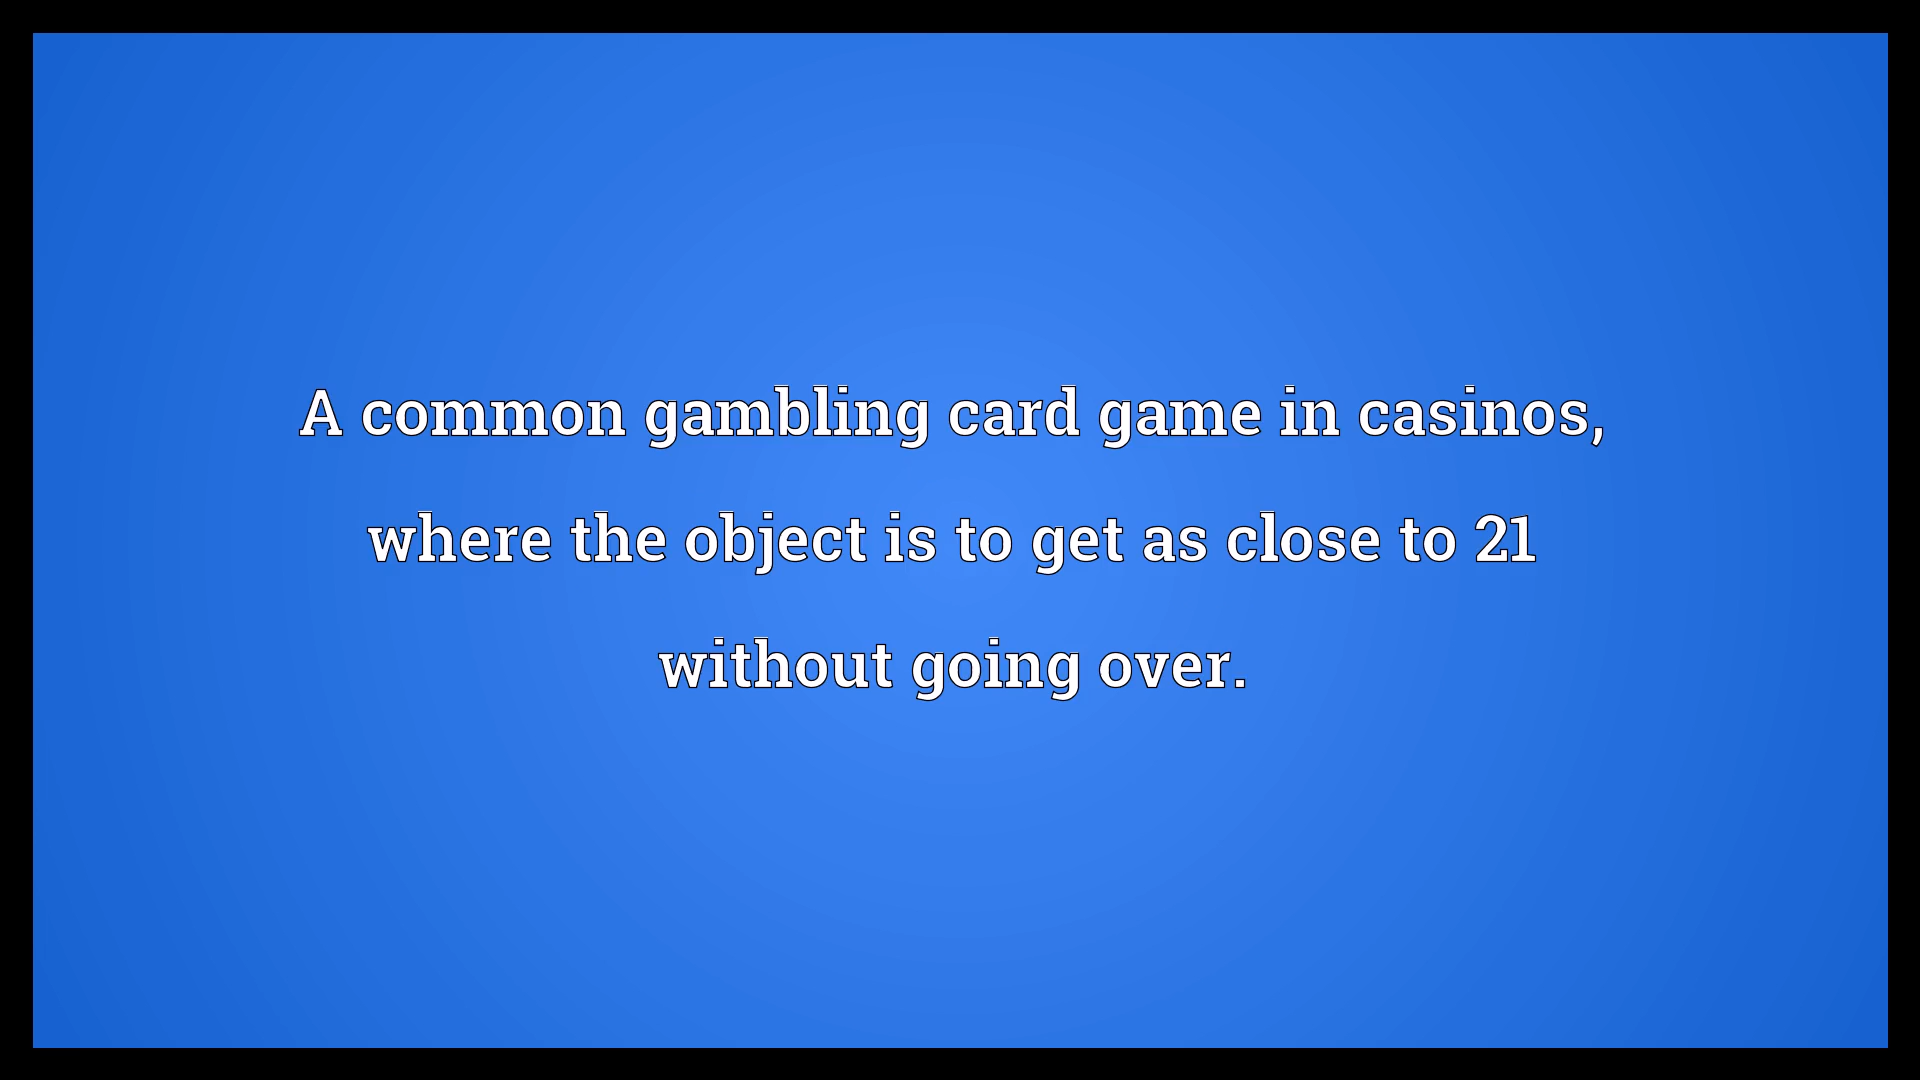 A common gambling card game in casinos,
where the object is to get as close to 21
without going over.